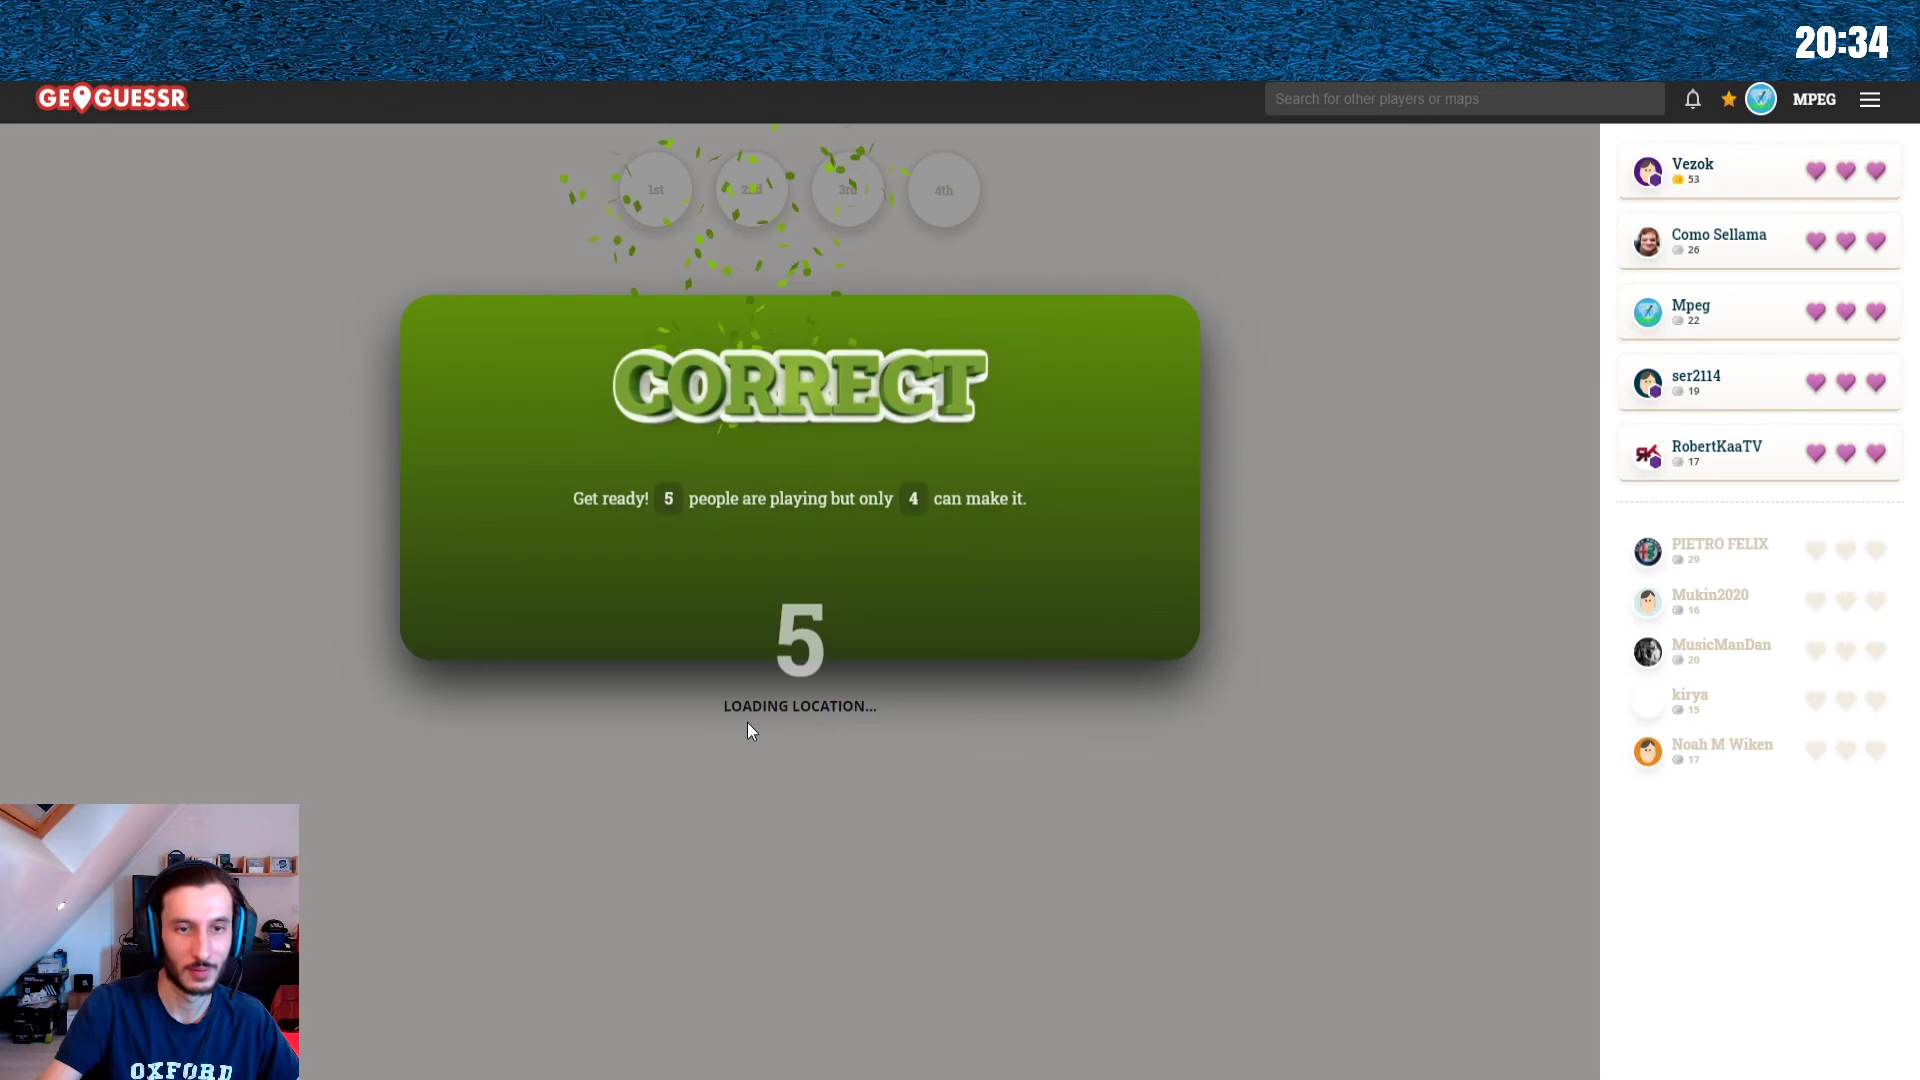 20:34
GEOGUESSR
Search for other players or maps
MPEG
1st
2nd
3rd
4th
CORRECT
Get ready! 5 people are playing but only 4 can make it.
5
LOADING LOCATION...
Vezok
53
Como Sellama
26
Mpeg
22
ser2114
19
RobertKaaTV
17
PIETRO FELIX
29
Mukin2020
16
MusicManDan
20
kirya
15
Noah M Wiken
17
OXFORD